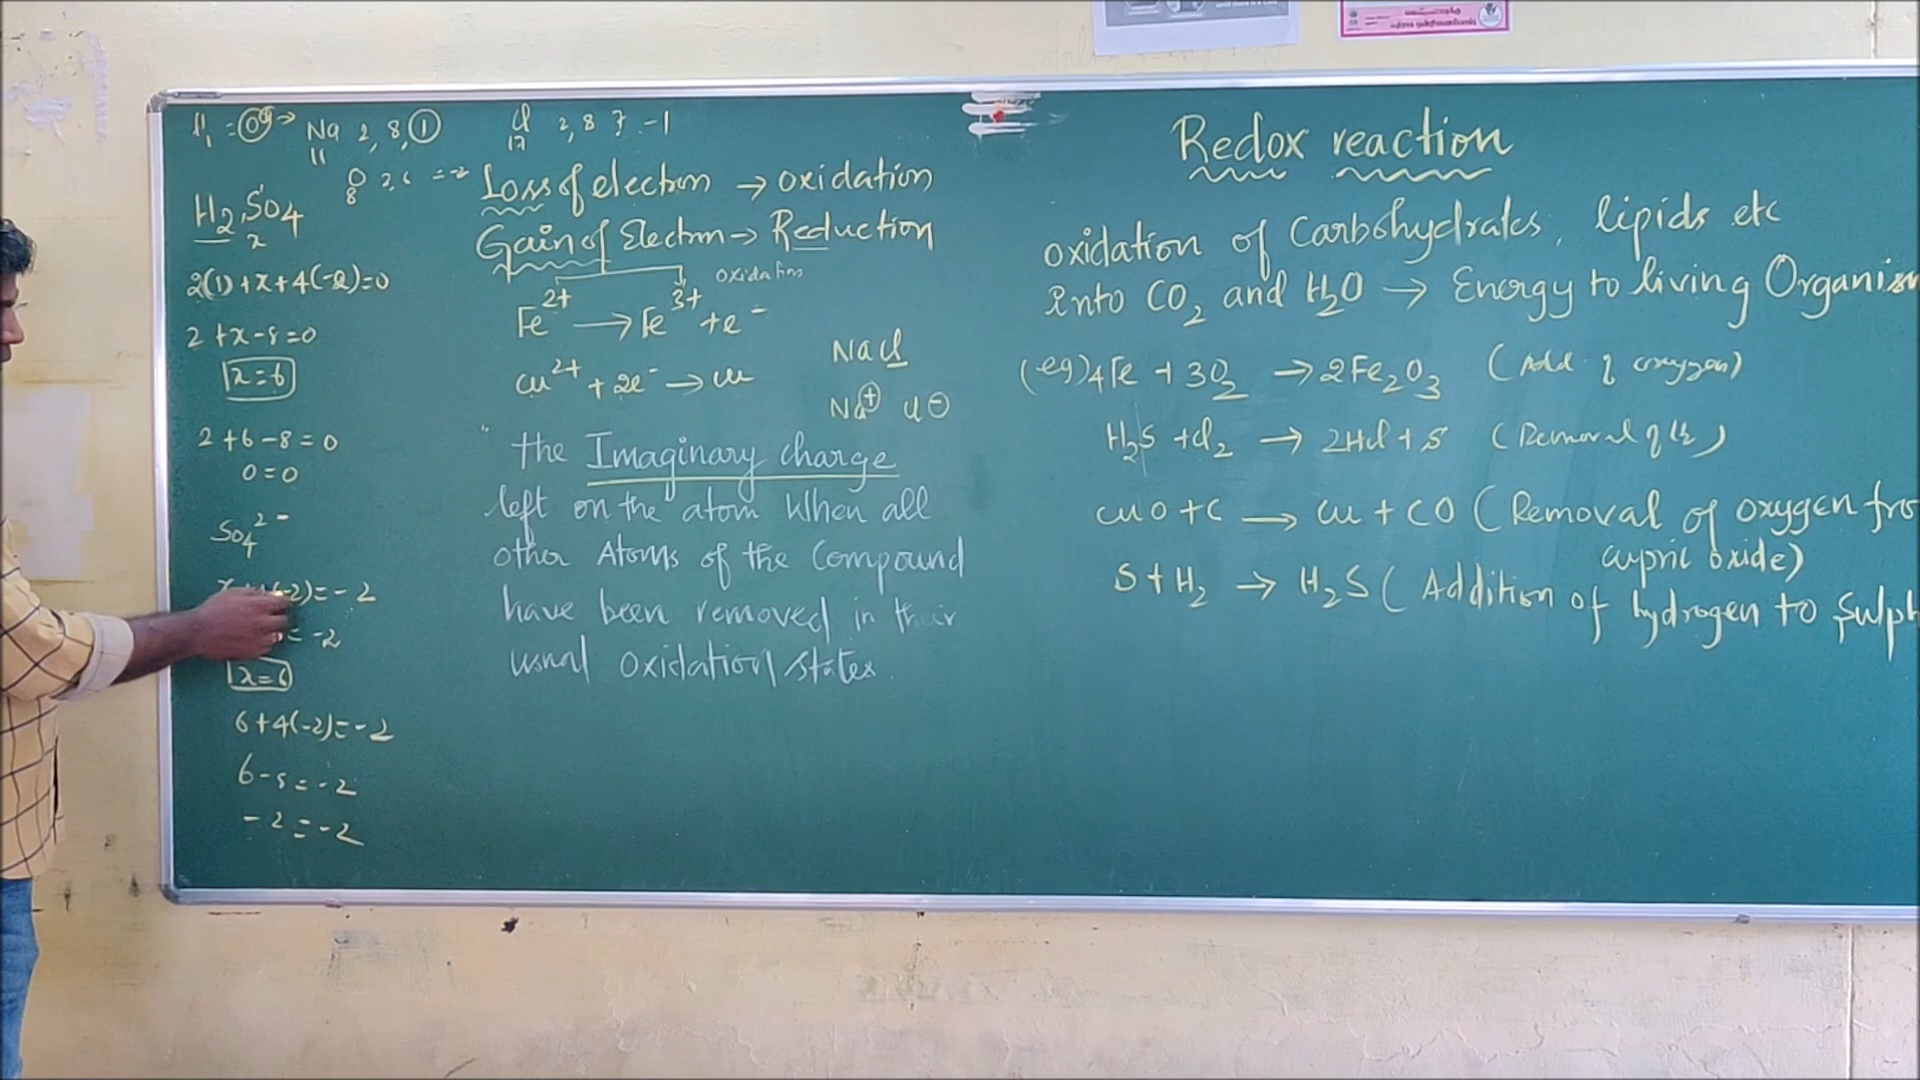 Na 2, 8, 1
11
Cl 2, 8 7 -1
17
O 2,6 = -2
8
H2SO4
x
2(1)+x+4(-2)=0
2+x-8=0
x=6
2+6-8=0
0=0
SO4 2-
-2)=-2
=-2
x=6
6+4(-2)=-2
6-8=-2
-2=-2
Loss of electron → oxidation
Gain of Electron → Reduction
oxidation
Fe2+ → Fe3+ + e-
Cu2+ + 2e- → Cu
NaCl
Na+ Cl-
"the Imaginary charge
left on the atom When all
other Atoms of the Compound
have been removed in their
usual oxidation states.
Redox reaction
oxidation of Carbohydrates, lipids etc
into CO2 and H2O → Energy to living Organism
(eg) 4Fe + 3O2 → 2Fe2O3 (Add of oxygen)
H2S + Cl2 → 2HCl + S (Removal of H2)
CuO + C → Cu + CO (Removal of oxygen fro
cupric oxide)
S + H2 → H2S (Addition of hydrogen to Sulph